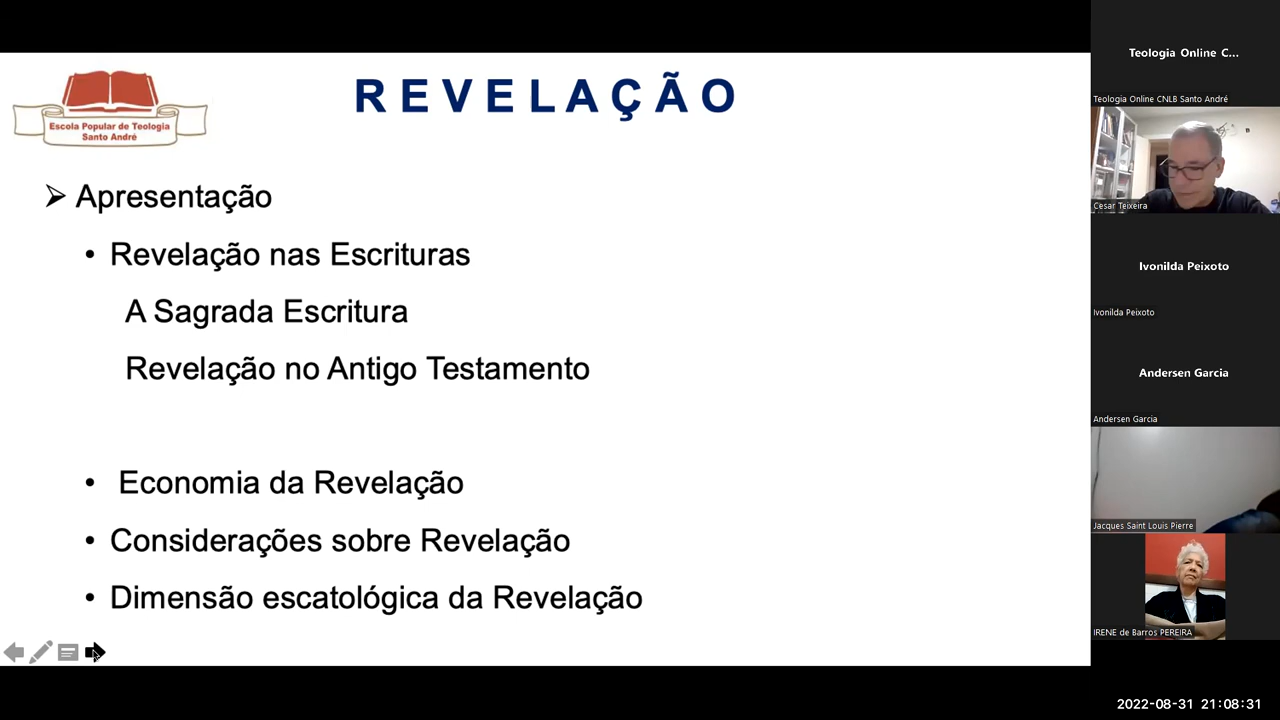 Escola Popular de Teologia
Santo André
REVELAÇÃO
Apresentação
• Revelação nas Escrituras
A Sagrada Escritura
Revelação no Antigo Testamento
• Economia da Revelação
• Considerações sobre Revelação
• Dimensão escatológica da Revelação
Teologia Online C...
Teologia Online CNLB Santo André
Cesar Teixeira
Ivonilda Peixoto
Ivonilda Peixoto
Andersen Garcia
Andersen Garcia
Jacques Saint Louis Pierre
IRENE de Barros PEREIRA
2022-08-31 21:08:31